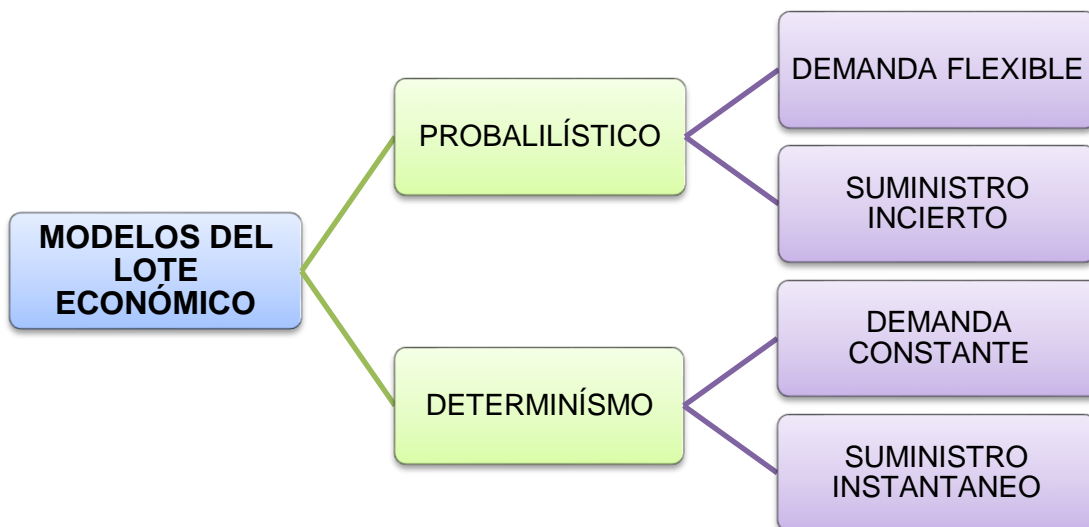 MODELOS DEL
LOTE
ECONÓMICO
PROBALILÍSTICO
DEMANDA FLEXIBLE
SUMINISTRO
INCIERTO
DETERMINÍSMO
DEMANDA
CONSTANTE
SUMINISTRO
INSTANTANEO